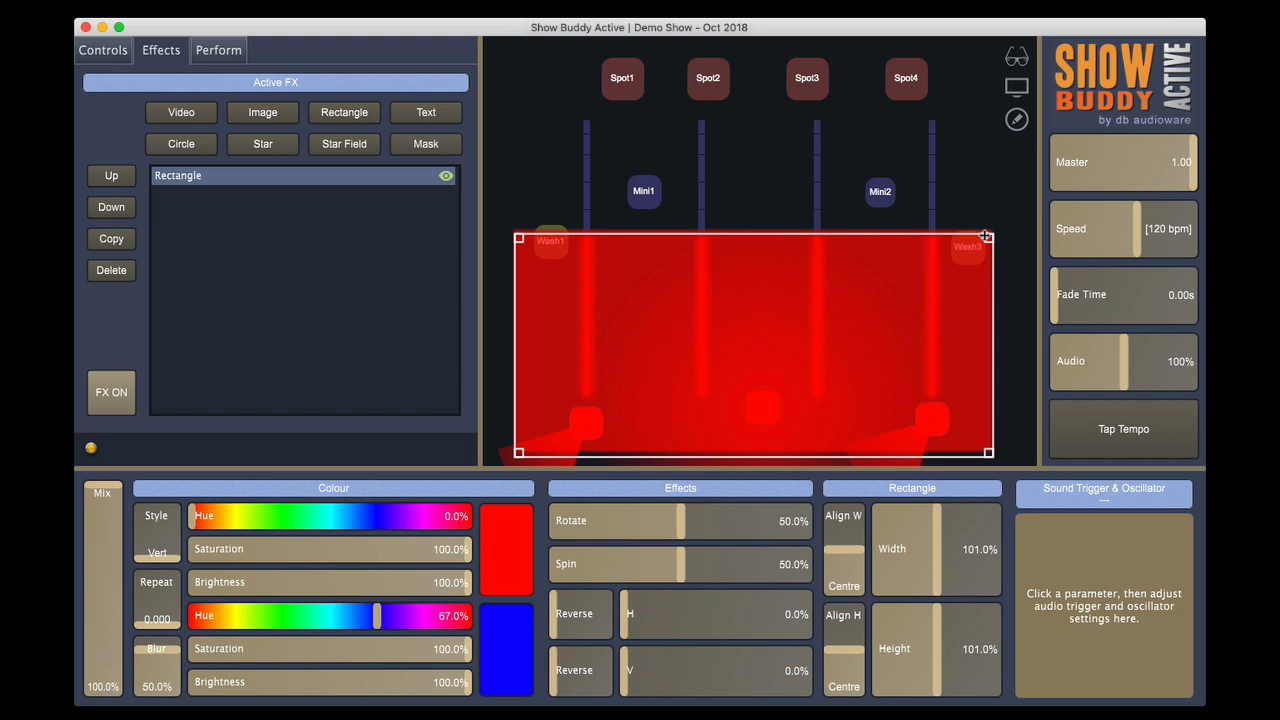 Show Buddy Active | Demo Show - Oct 2018
Controls
Effects
Perform
Active FX
Video
Image
Rectangle
Text
Circle
Star
Star Field
Mask
Up
Down
Copy
Delete
Rectangle
FX ON
Spot1
Spot2
Spot3
Spot4
Mini1
Mini2
Wash1
Wash3
SHOW
BUDDY
ACTIVE
by db audioware
Master 1.00
Speed [120 bpm]
Fade Time 0.00s
Audio 100%
Tap Tempo
Mix
100.0%
Colour
Style
Vert
Repeat
0.000
Blur
50.0%
Hue 0.0%
Saturation 100.0%
Brightness 100.0%
Hue 67.0%
Saturation 100.0%
Brightness 100.0%
Effects
Rotate 50.0%
Spin 50.0%
Reverse
H 0.0%
Reverse
V 0.0%
Rectangle
Align W
Centre
Width 101.0%
Align H
Centre
Height 101.0%
Sound Trigger & Oscillator
---
Click a parameter, then adjust
audio trigger and oscillator
settings here.